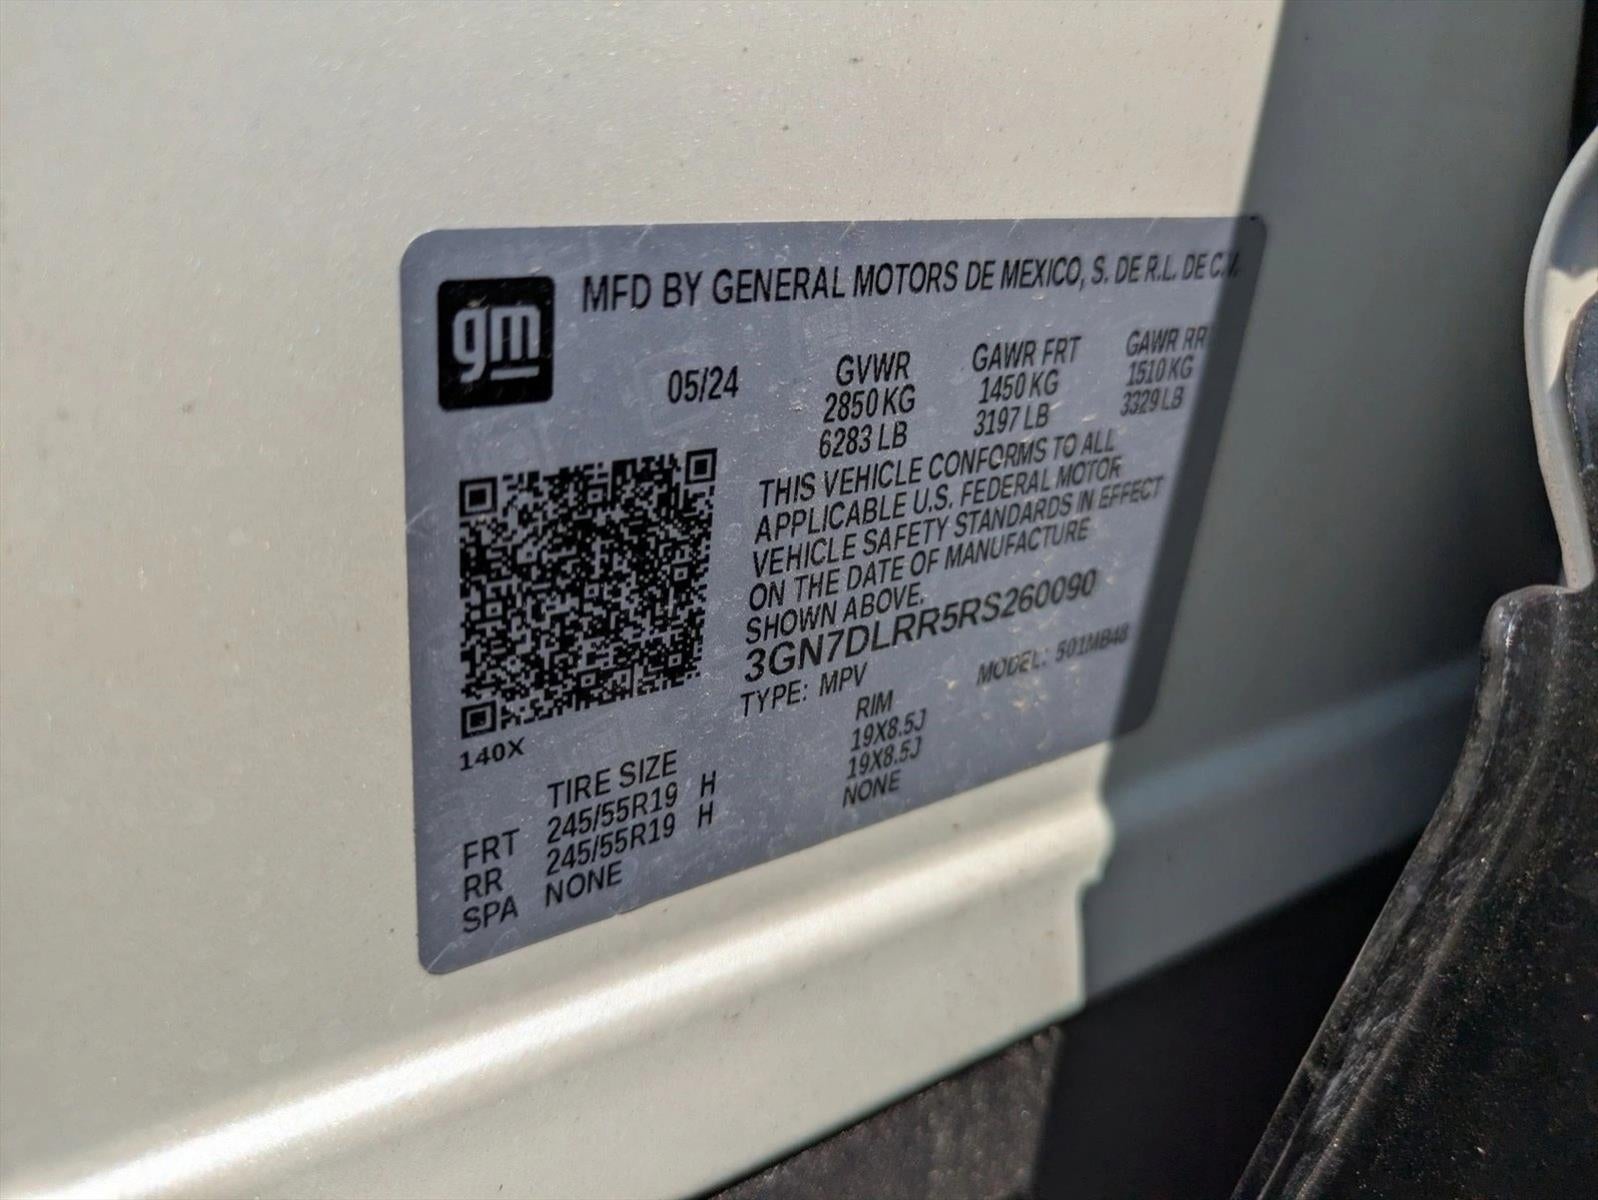 gm
MFD BY GENERAL MOTORS DE MEXICO, S. DE R.L. DE C.V.
05/24
GVWR GAWR FRT GAWR RR
2850 KG 1450 KG 1510 KG
6283 LB 3197 LB 3329 LB
THIS VEHICLE CONFORMS TO ALL
APPLICABLE U.S. FEDERAL MOTOR
VEHICLE SAFETY STANDARDS IN EFFECT
ON THE DATE OF MANUFACTURE
SHOWN ABOVE.
3GN7DLRR5RS260090
TYPE: MPV MODEL: 501MB48
140X
TIRE SIZE RIM
FRT 245/55R19 H 19X8.5J
RR 245/55R19 H 19X8.5J
SPA NONE NONE